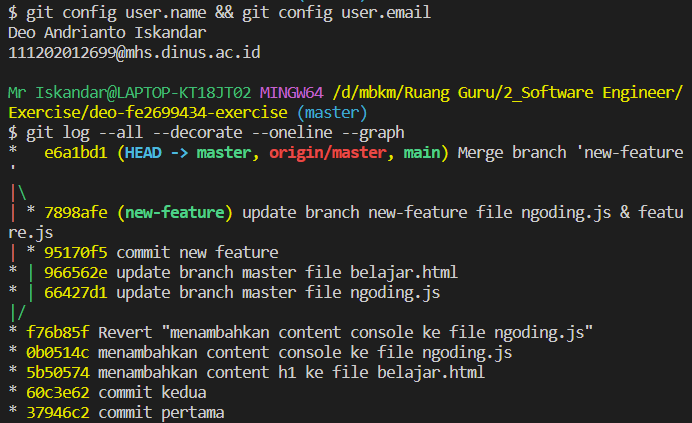 $ git config user.name && git config user.email
Deo Andrianto Iskandar
111202012699@mhs.dinus.ac.id
Mr Iskandar@LAPTOP-KT18JT02 MINGW64 /d/mbkm/Ruang Guru/2_Software Engineer/
Exercise/deo-fe2699434-exercise (master)
$ git log --all --decorate --oneline --graph
*   e6a1bd1 (HEAD -> master, origin/master, main) Merge branch 'new-feature
'
|\
| * 7898afe (new-feature) update branch new-feature file ngoding.js & featu
re.js
| * 95170f5 commit new feature
* | 966562e update branch master file belajar.html
* | 66427d1 update branch master file ngoding.js
|/
* f76b85f Revert "menambahkan content console ke file ngoding.js"
* 0b0514c menambahkan content console ke file ngoding.js
* 5b50574 menambahkan content h1 ke file belajar.html
* 60c3e62 commit kedua
* 37946c2 commit pertama